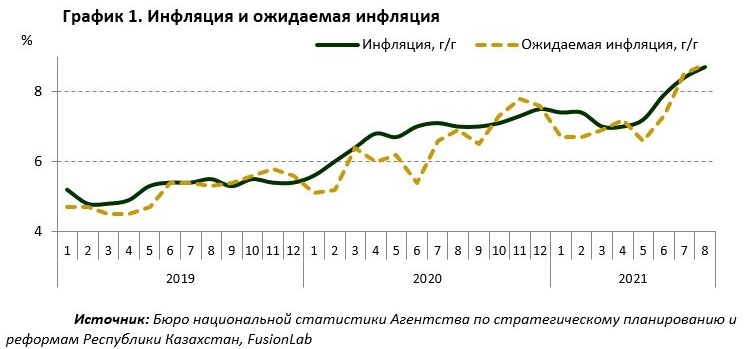 График 1. Инфляция и ожидаемая инфляция
%
Инфляция, г/г
Ожидаемая инфляция, г/г
8
6
4
1 2 3 4 5 6 7 8 9 10 11 12 1 2 3 4 5 6 7 8 9 10 11 12 1 2 3 4 5 6 7 8
2019 2020 2021
Источник: Бюро национальной статистики Агентства по стратегическому планированию и
реформам Республики Казахстан, FusionLab